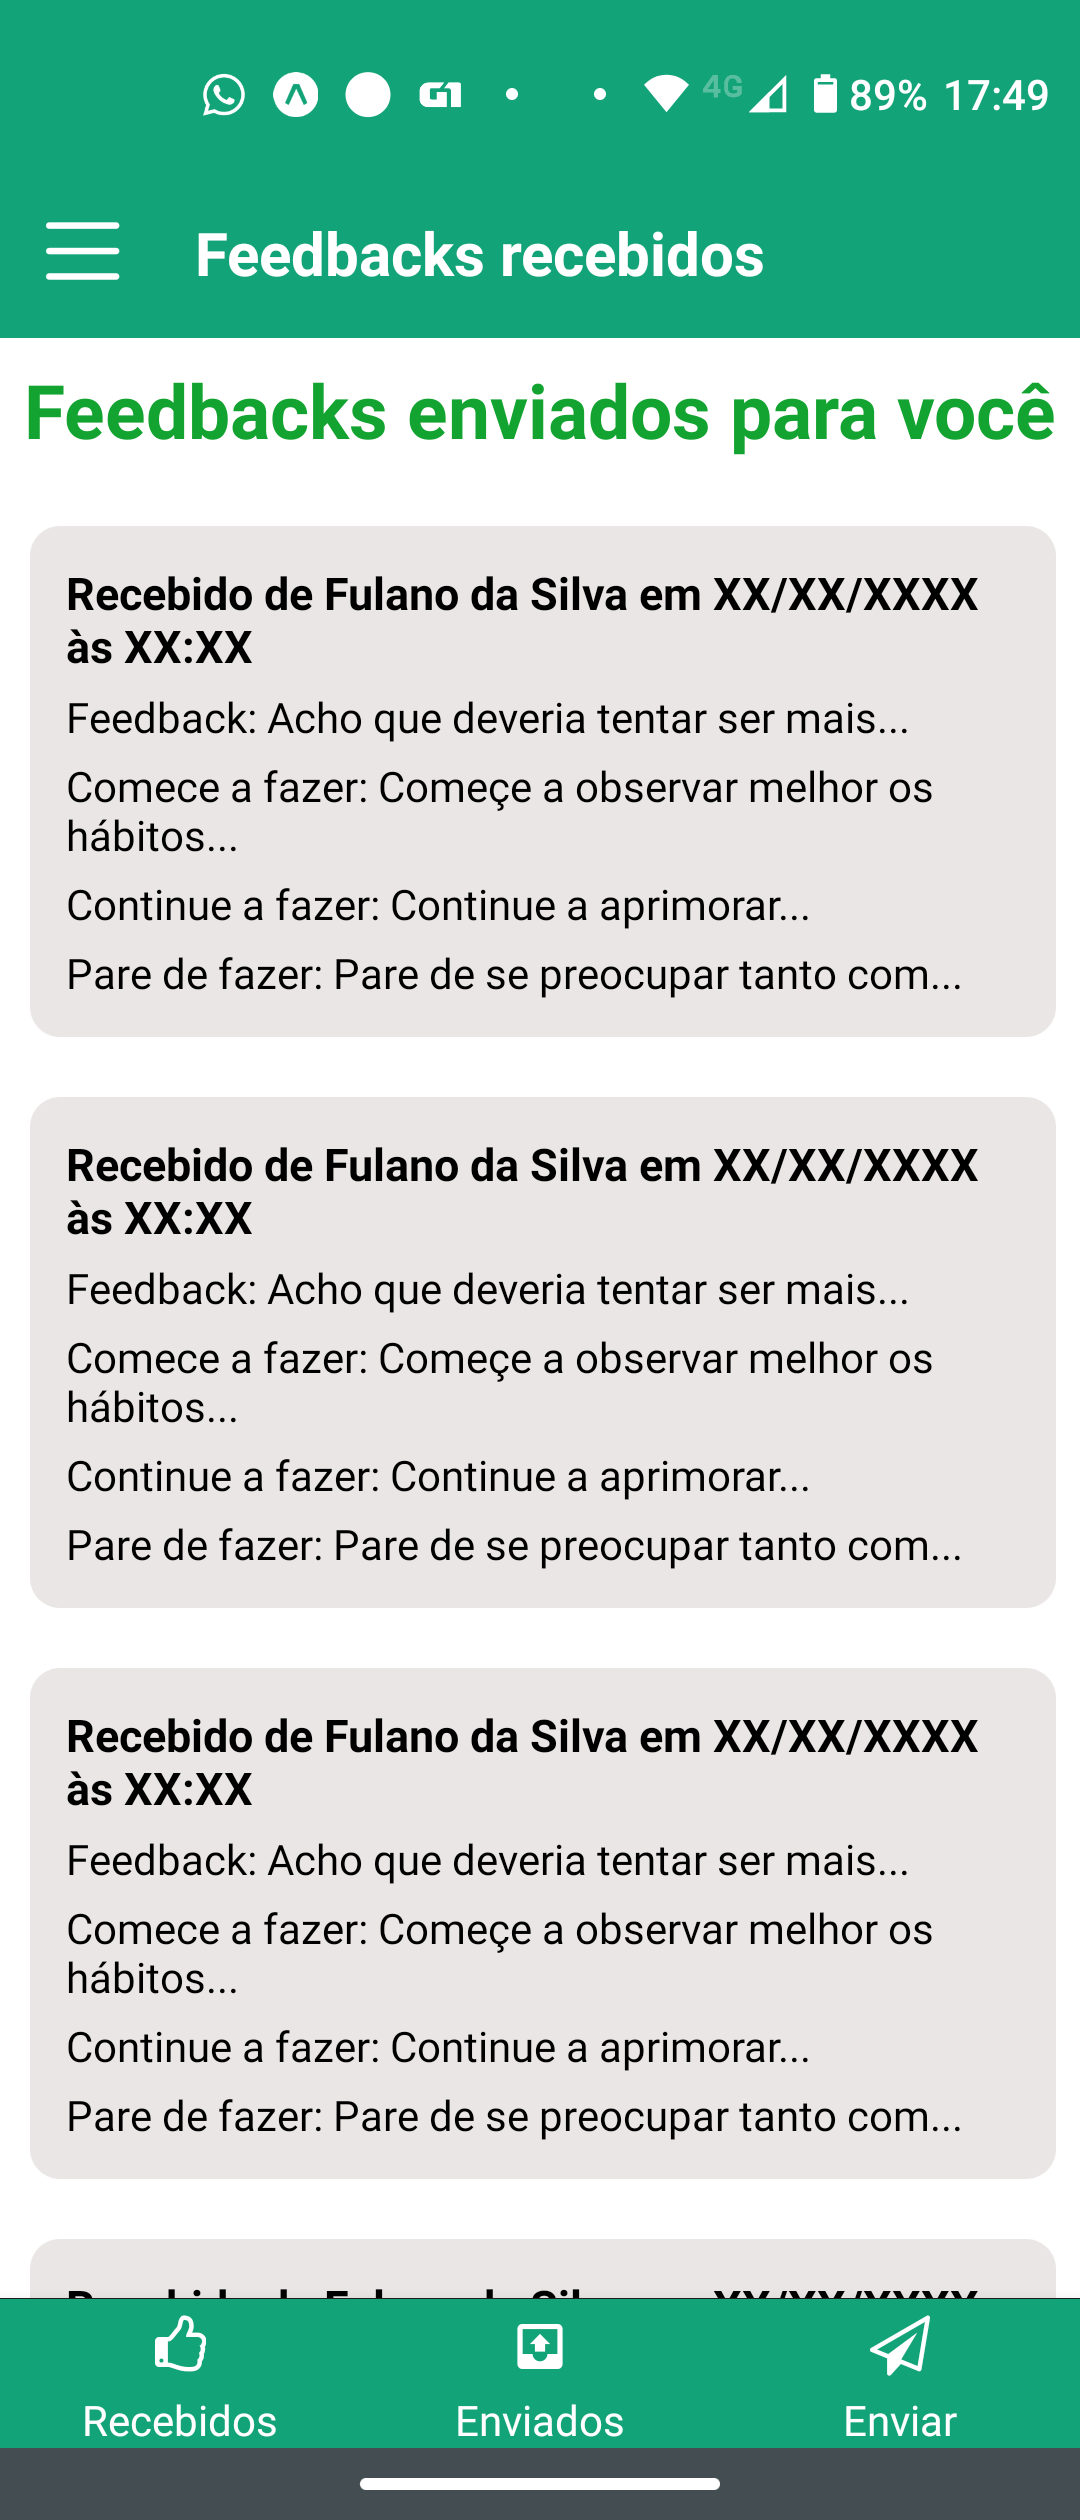 4G 89% 17:49
Feedbacks recebidos
Feedbacks enviados para você
Recebido de Fulano da Silva em XX/XX/XXXX
às XX:XX
Feedback: Acho que deveria tentar ser mais...
Comece a fazer: Começe a observar melhor os
hábitos...
Continue a fazer: Continue a aprimorar...
Pare de fazer: Pare de se preocupar tanto com...
Recebido de Fulano da Silva em XX/XX/XXXX
às XX:XX
Feedback: Acho que deveria tentar ser mais...
Comece a fazer: Começe a observar melhor os
hábitos...
Continue a fazer: Continue a aprimorar...
Pare de fazer: Pare de se preocupar tanto com...
Recebido de Fulano da Silva em XX/XX/XXXX
às XX:XX
Feedback: Acho que deveria tentar ser mais...
Comece a fazer: Começe a observar melhor os
hábitos...
Continue a fazer: Continue a aprimorar...
Pare de fazer: Pare de se preocupar tanto com...
Recebidos Enviados Enviar